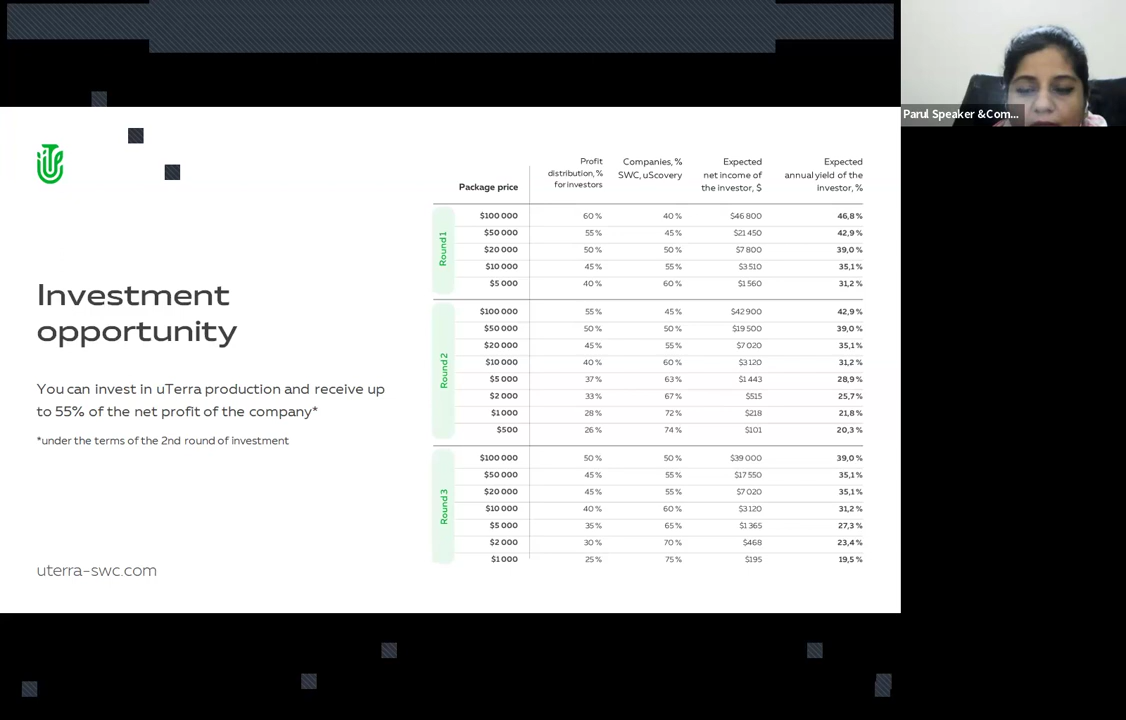 Parul Speaker &Com...
Investment
opportunity
You can invest in uTerra production and receive up
to 55% of the net profit of the company*
*under the terms of the 2nd round of investment
uterra-swc.com
Package price | Profit distribution, % for investors | Companies, % SWC, uScovery | Expected net income of the investor, $ | Expected annual yield of the investor, %
Round 1
$100 000 60 % 40 % $46 800 46,8 %
$50 000 55 % 45 % $21 450 42,9 %
$20 000 50 % 50 % $7 800 39,0 %
$10 000 45 % 55 % $3 510 35,1 %
$5 000 40 % 60 % $1 560 31,2 %
Round 2
$100 000 55 % 45 % $42 900 42,9 %
$50 000 50 % 50 % $19 500 39,0 %
$20 000 45 % 55 % $7 020 35,1 %
$10 000 40 % 60 % $3 120 31,2 %
$5 000 37 % 63 % $1 443 28,9 %
$2 000 33 % 67 % $515 25,7 %
$1 000 28 % 72 % $218 21,8 %
$500 26 % 74 % $101 20,3 %
Round 3
$100 000 50 % 50 % $39 000 39,0 %
$50 000 45 % 55 % $17 550 35,1 %
$20 000 45 % 55 % $7 020 35,1 %
$10 000 40 % 60 % $3 120 31,2 %
$5 000 35 % 65 % $1 365 27,3 %
$2 000 30 % 70 % $468 23,4 %
$1 000 25 % 75 % $195 19,5 %